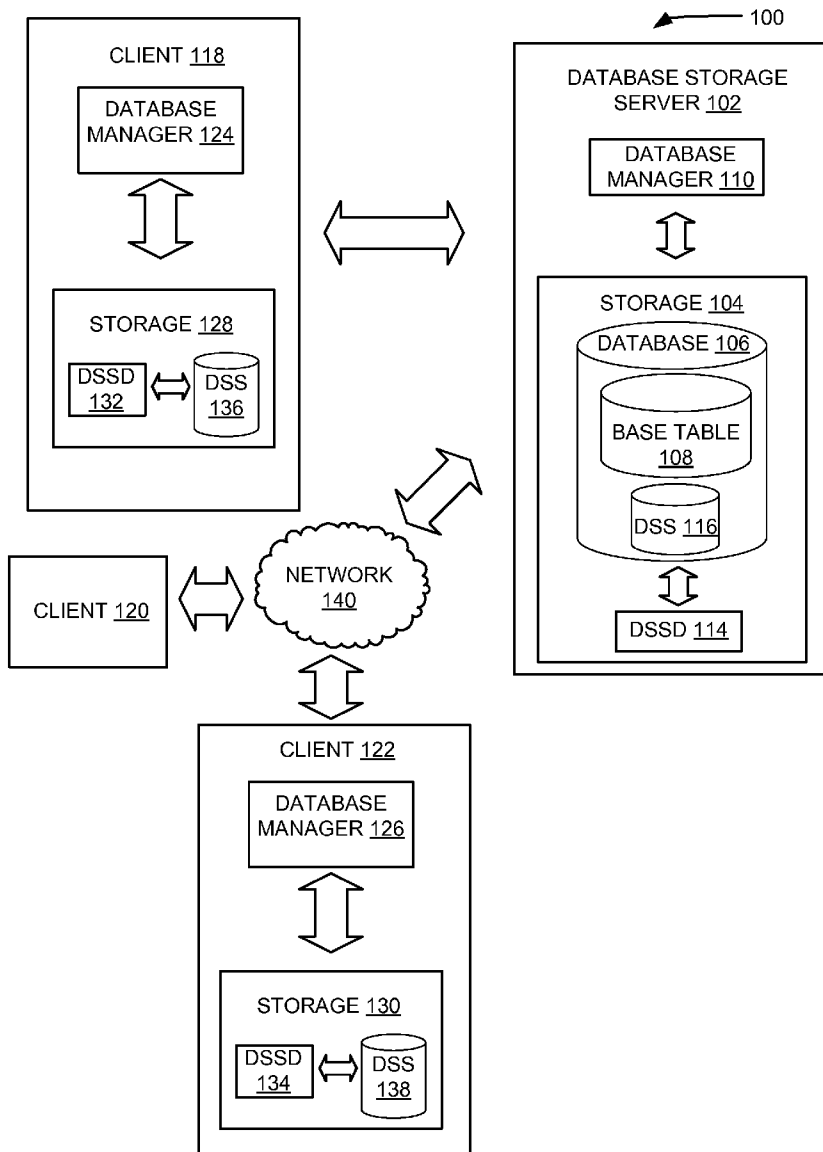 100
CLIENT 118
DATABASE
MANAGER 124
STORAGE 128
DSSD
132
DSS
136
DATABASE STORAGE
SERVER 102
DATABASE
MANAGER 110
STORAGE 104
DATABASE 106
BASE TABLE
108
DSS 116
DSSD 114
CLIENT 120
NETWORK
140
CLIENT 122
DATABASE
MANAGER 126
STORAGE 130
DSSD
134
DSS
138